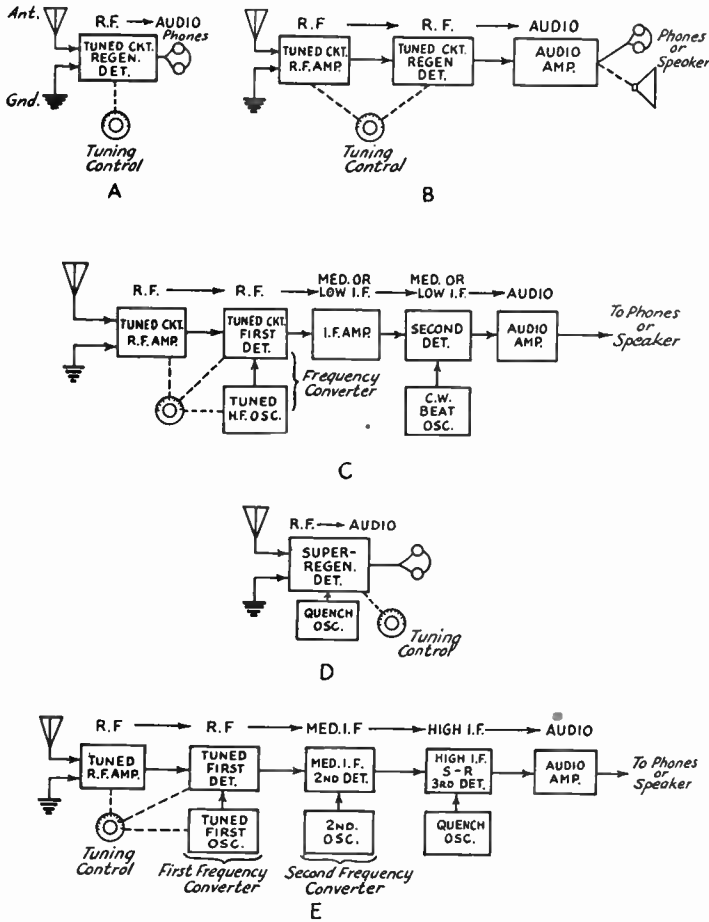 Ant.
R.F. AUDIO
Phones
TUNED CKT.
REGEN.
DET.
Gnd.
Tuning
Control
A
R.F R.F. AUDIO
TUNED CKT.
R.F. AMP.
TUNED CKT.
REGEN
DET.
AUDIO
AMP.
Phones
or
Speaker
Tuning
Control
B
R.F. R.F. MED. OR
LOW I.F. MED. OR
LOW I.F. AUDIO
TUNED CKT.
R.F. AMP.
TUNED CKT.
FIRST
DET.
I.F. AMP.
SECOND
DET.
AUDIO
AMP.
To Phones
or
Speaker
TUNED
H.F. OSC.
Frequency
Converter
C.W.
BEAT
OSC.
C
R.F. AUDIO
SUPER-
REGEN.
DET.
QUENCH
OSC.
Tuning
Control
D
R.F R.F. MED. I.F HIGH I.F. AUDIO
TUNED
R.F. AMP.
TUNED
FIRST
DET.
MED. I.F.
2ND DET.
HIGH I.F.
S-R
3RD DET.
AUDIO
AMP.
To Phones
or
Speaker
Tuning
Control
TUNED
FIRST
OSC.
2ND.
OSC.
QUENCH
OSC.
First Frequency
Converter
Second Frequency
Converter
E